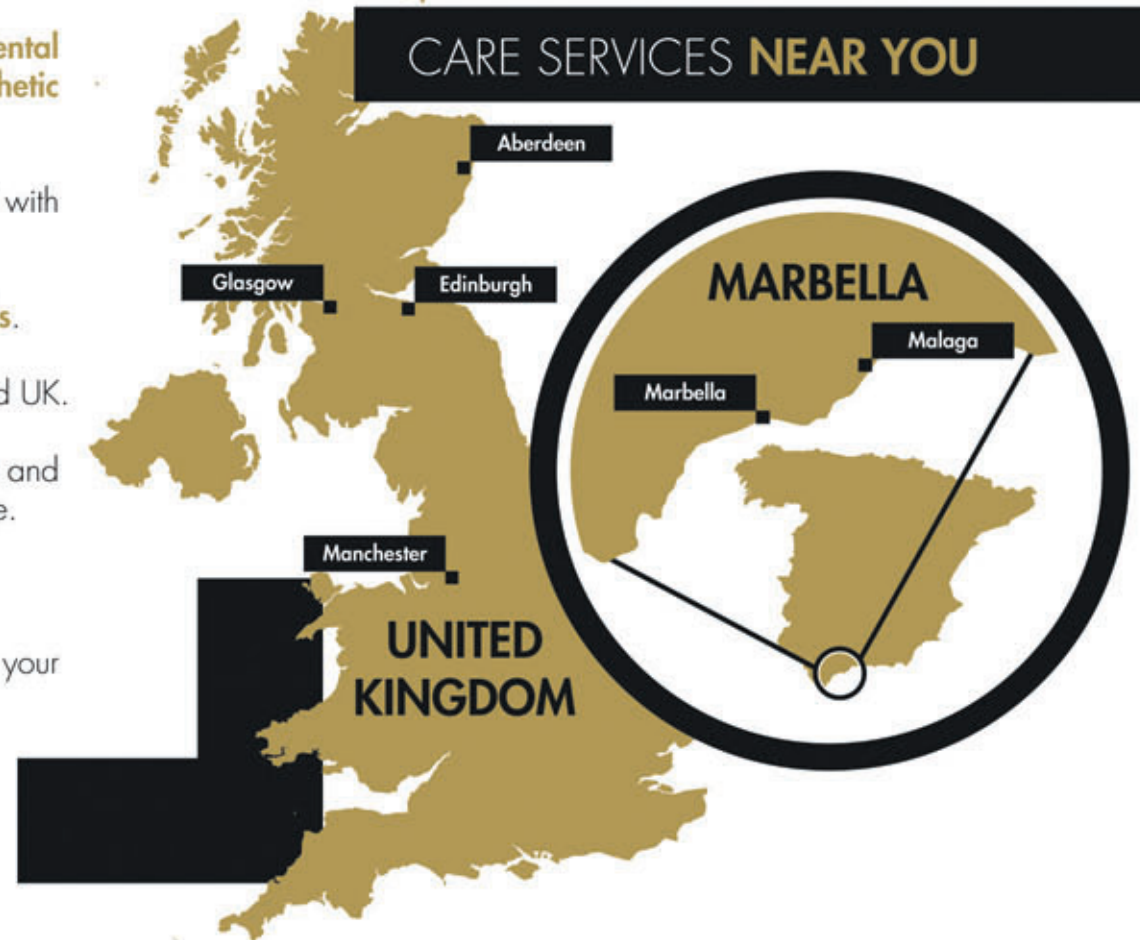 ental
hetic
with
s.
d UK.
and
e.
your
CARE SERVICES NEAR YOU
Aberdeen
Glasgow
Edinburgh
Manchester
UNITED
KINGDOM
MARBELLA
Malaga
Marbella